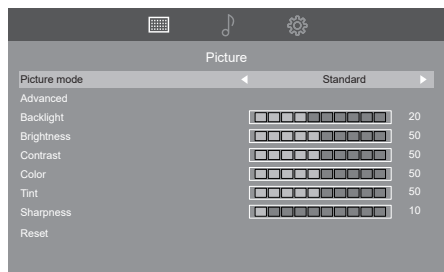 Picture
Picture mode Standard
Advanced
Backlight 20
Brightness 50
Contrast 50
Color 50
Tint 50
Sharpness 10
Reset